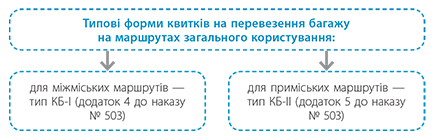 Типові форми квитків на перевезення багажу
на маршрутах загального користування:
для міжміських маршрутів —
тип КБ-І (додаток 4 до наказу
№ 503)
для приміських маршрутів —
тип КБ-ІІ (додаток 5 до наказу
№ 503)